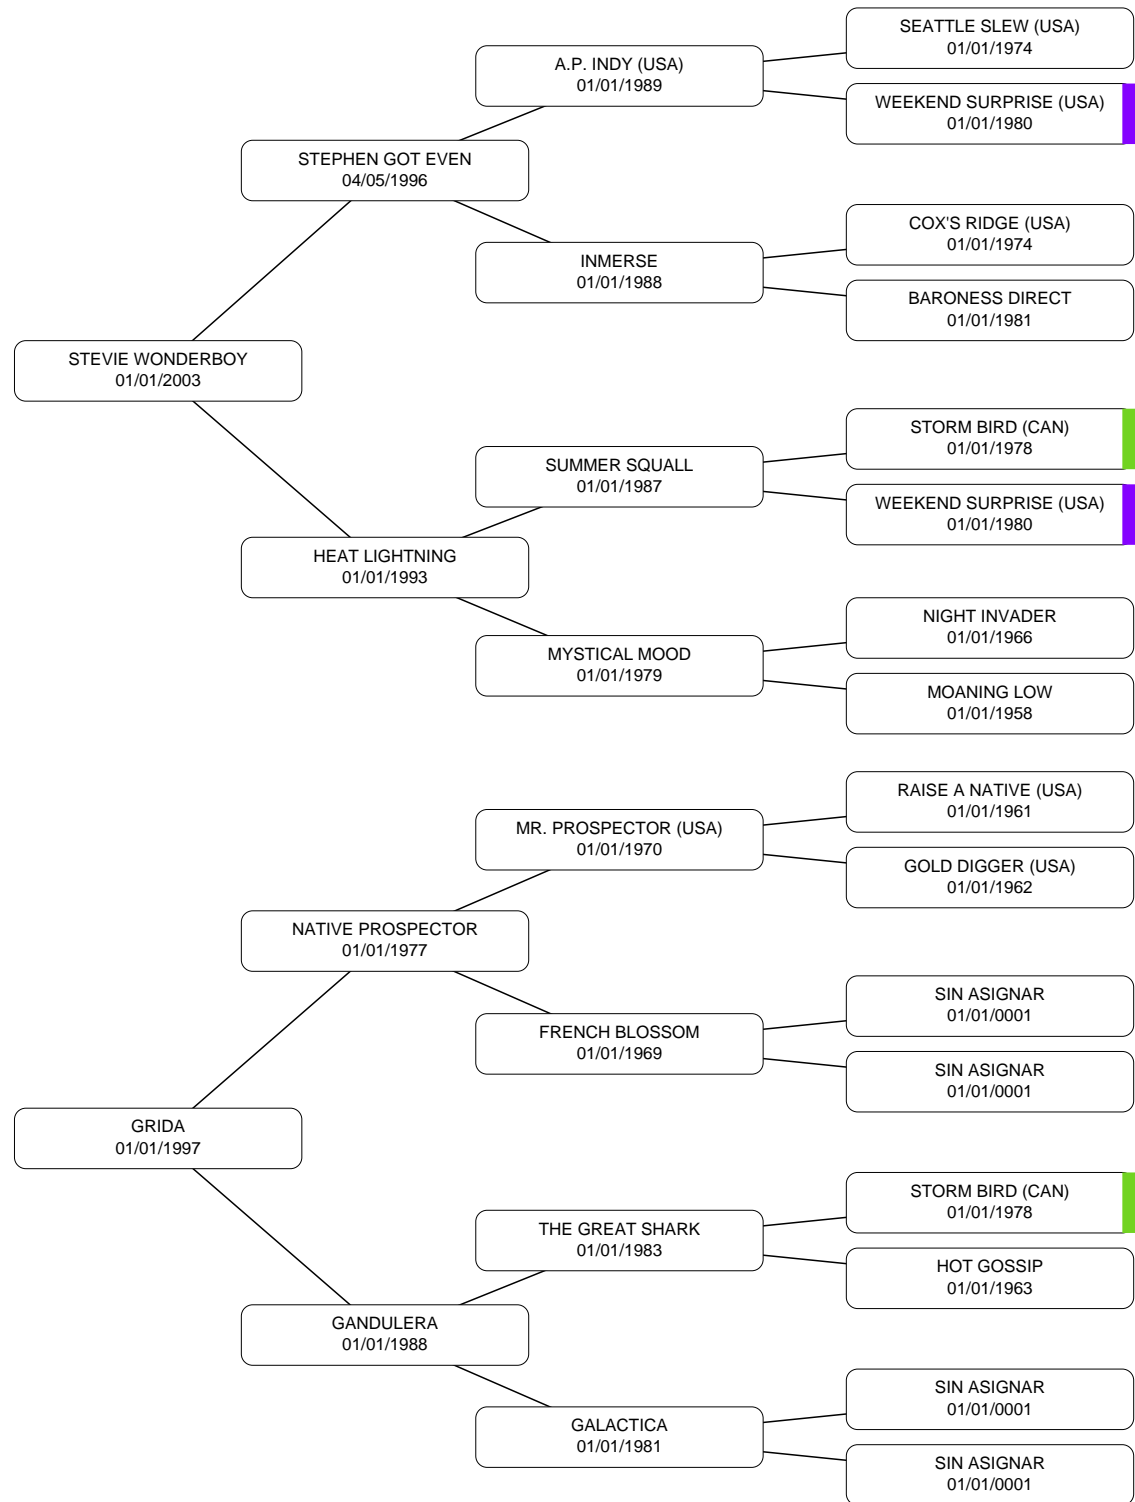 SEATTLE SLEW (USA)
01/01/1974
A.P. INDY (USA)
01/01/1989
WEEKEND SURPRISE (USA)
01/01/1980
STEPHEN GOT EVEN
04/05/1996
COX'S RIDGE (USA)
01/01/1974
INMERSE
01/01/1988
BARONESS DIRECT
01/01/1981
STEVIE WONDERBOY
01/01/2003
STORM BIRD (CAN)
01/01/1978
SUMMER SQUALL
01/01/1987
WEEKEND SURPRISE (USA)
01/01/1980
HEAT LIGHTNING
01/01/1993
NIGHT INVADER
01/01/1966
MYSTICAL MOOD
01/01/1979
MOANING LOW
01/01/1958
RAISE A NATIVE (USA)
01/01/1961
MR. PROSPECTOR (USA)
01/01/1970
GOLD DIGGER (USA)
01/01/1962
NATIVE PROSPECTOR
01/01/1977
SIN ASIGNAR
01/01/0001
FRENCH BLOSSOM
01/01/1969
SIN ASIGNAR
01/01/0001
GRIDA
01/01/1997
STORM BIRD (CAN)
01/01/1978
THE GREAT SHARK
01/01/1983
HOT GOSSIP
01/01/1963
GANDULERA
01/01/1988
SIN ASIGNAR
01/01/0001
GALACTICA
01/01/1981
SIN ASIGNAR
01/01/0001